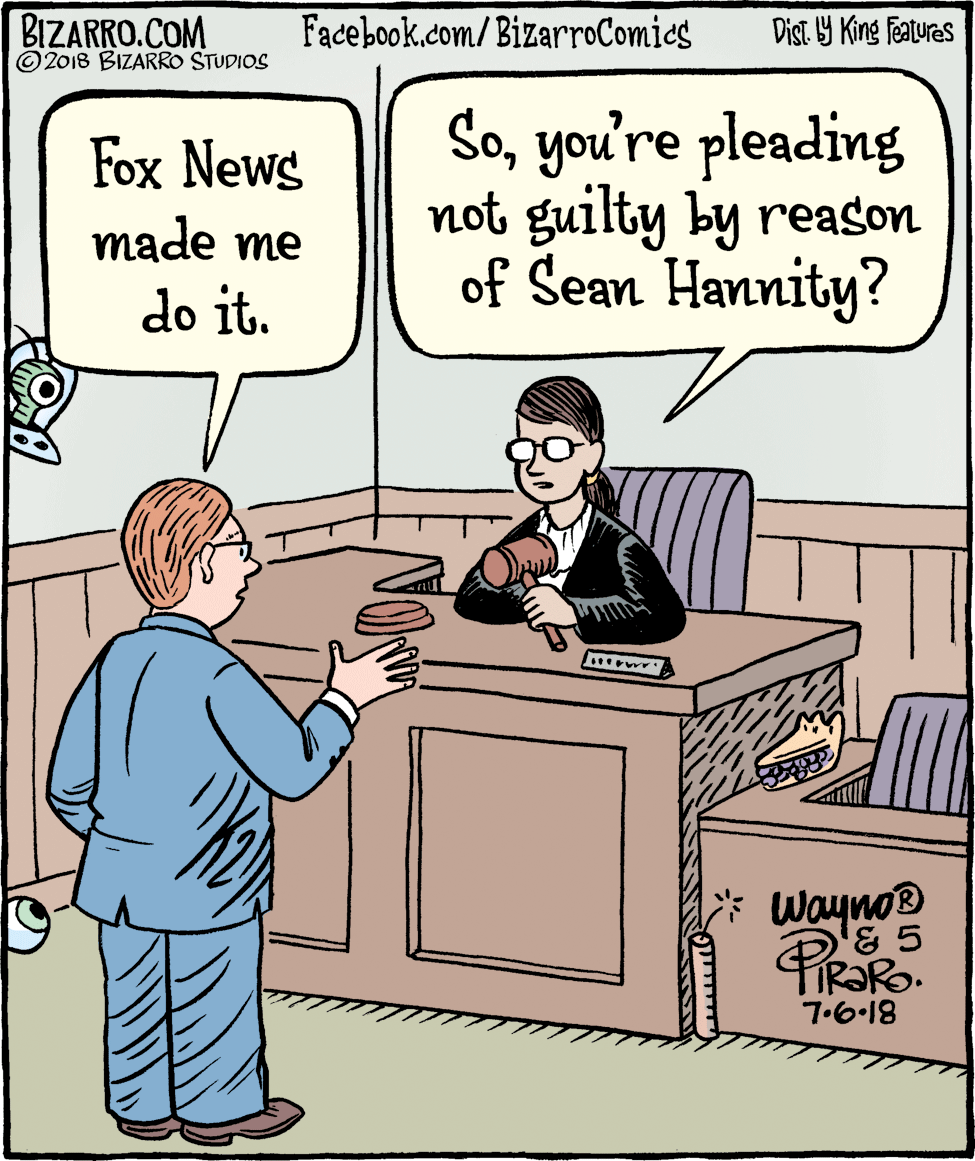 BIZARRO.COM
Facebook.com/BizarroComics
Dist. by King Features
©2018 BIZARRO STUDIOS
Fox News
made me
do it.
So, you're pleading
not guilty by reason
of Sean Hannity?
Wayno®
& 5
PIRARO.
7•6•18